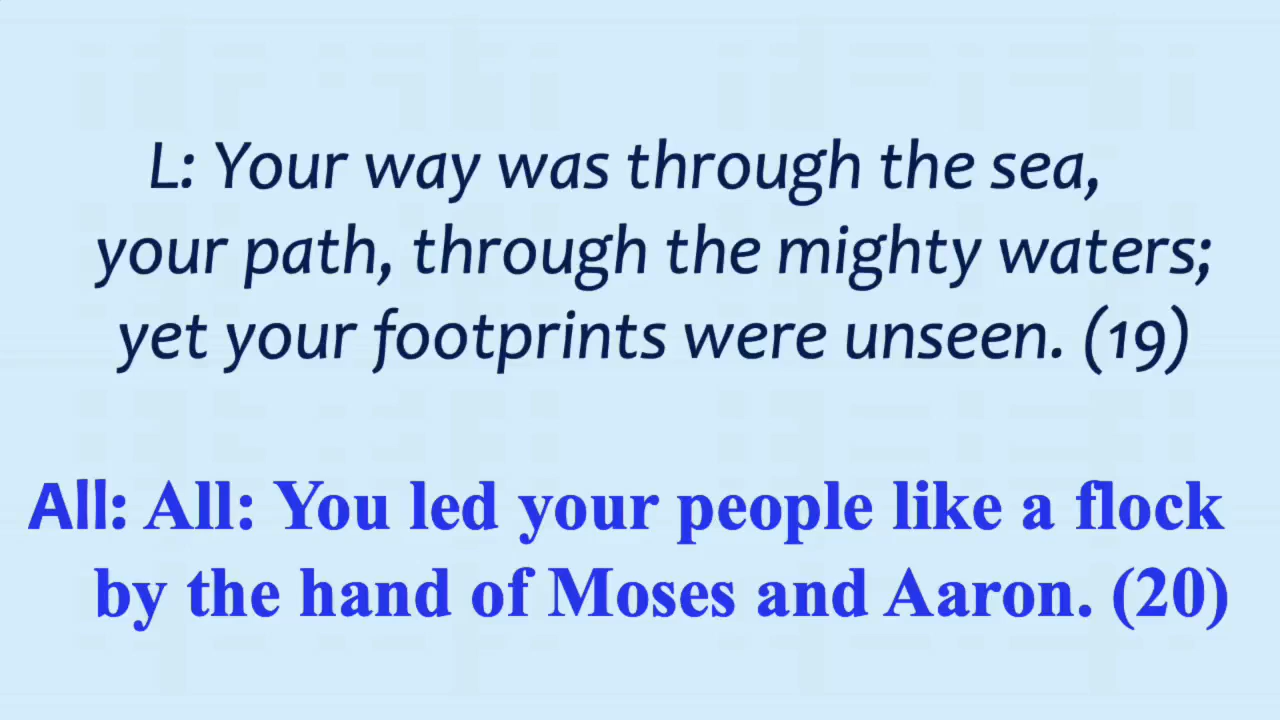 L: Your way was through the sea,
your path, through the mighty waters;
yet your footprints were unseen. (19)
All: All: You led your people like a flock
by the hand of Moses and Aaron. (20)